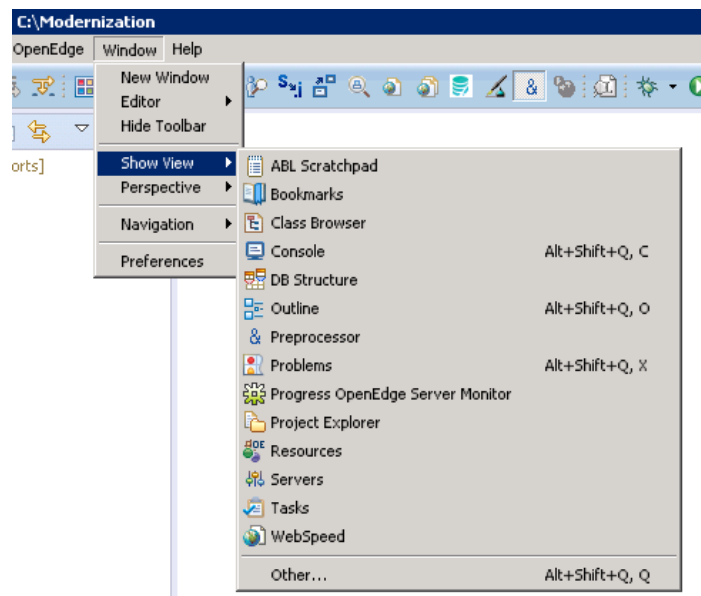 C:\Modernization
OpenEdge Window Help
New Window
Editor
Hide Toolbar
orts]
Show View
Perspective
Navigation
Preferences
ABL Scratchpad
Bookmarks
Class Browser
Console Alt+Shift+Q, C
DB Structure
Outline Alt+Shift+Q, O
& Preprocessor
Problems Alt+Shift+Q, X
Progress OpenEdge Server Monitor
Project Explorer
Resources
Servers
Tasks
WebSpeed
Other... Alt+Shift+Q, Q